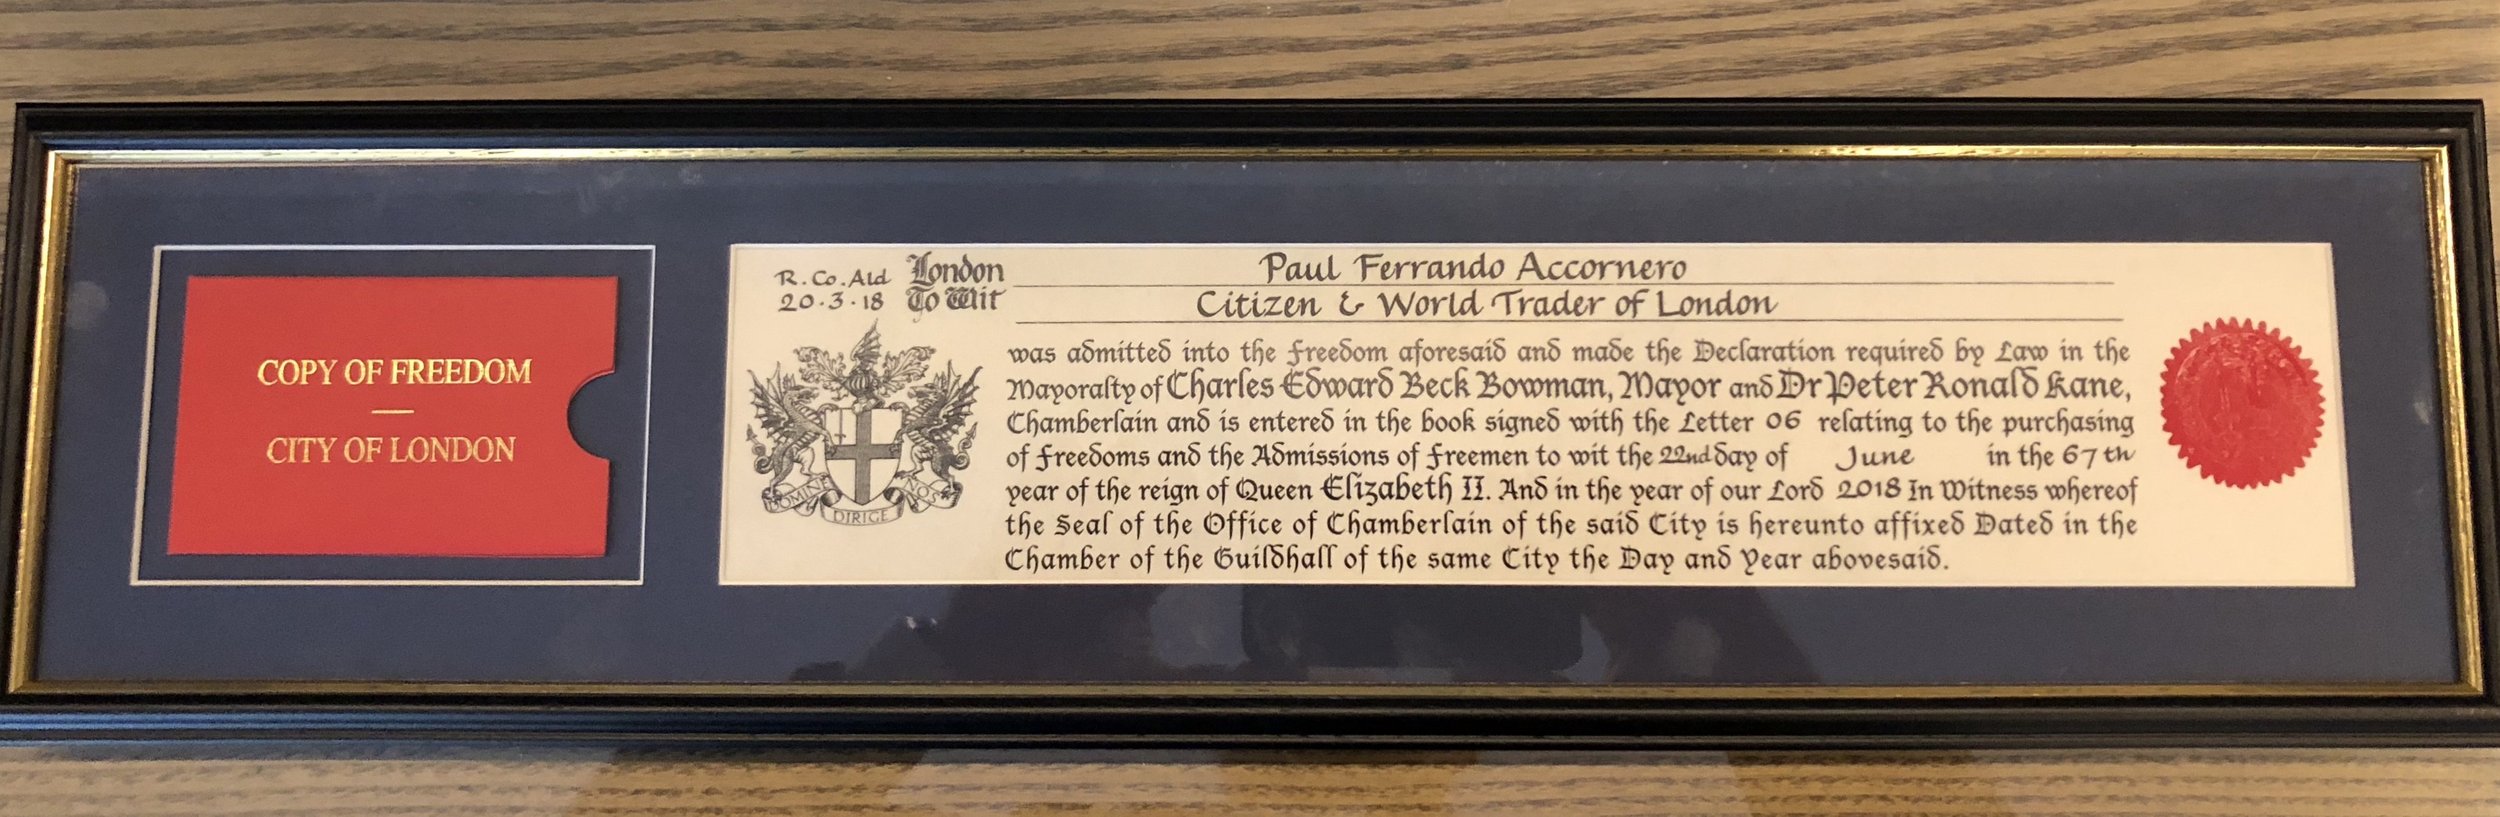 COPY OF FREEDOM
CITY OF LONDON
R. Co. Ald
20.3.18
London
To Wit
Paul Ferrando Accornero
Citizen & World Trader of London
was admitted into the Freedom aforesaid and made the Declaration required by Law in the
Mayoralty of Charles Edward Beck Bowman, Mayor and Dr Peter Ronald Kane,
Chamberlain and is entered in the book signed with the Letter 06 relating to the purchasing
of Freedoms and the Admissions of Freemen to wit the 22nd day of June in the 67th
year of the reign of Queen Elizabeth II. And in the year of our Lord 2018 In Witness whereof
the Seal of the Office of Chamberlain of the said City is hereunto affixed Dated in the
Chamber of the Guildhall of the same City the Day and Year abovesaid.
DOMINE DIRIGE NOS